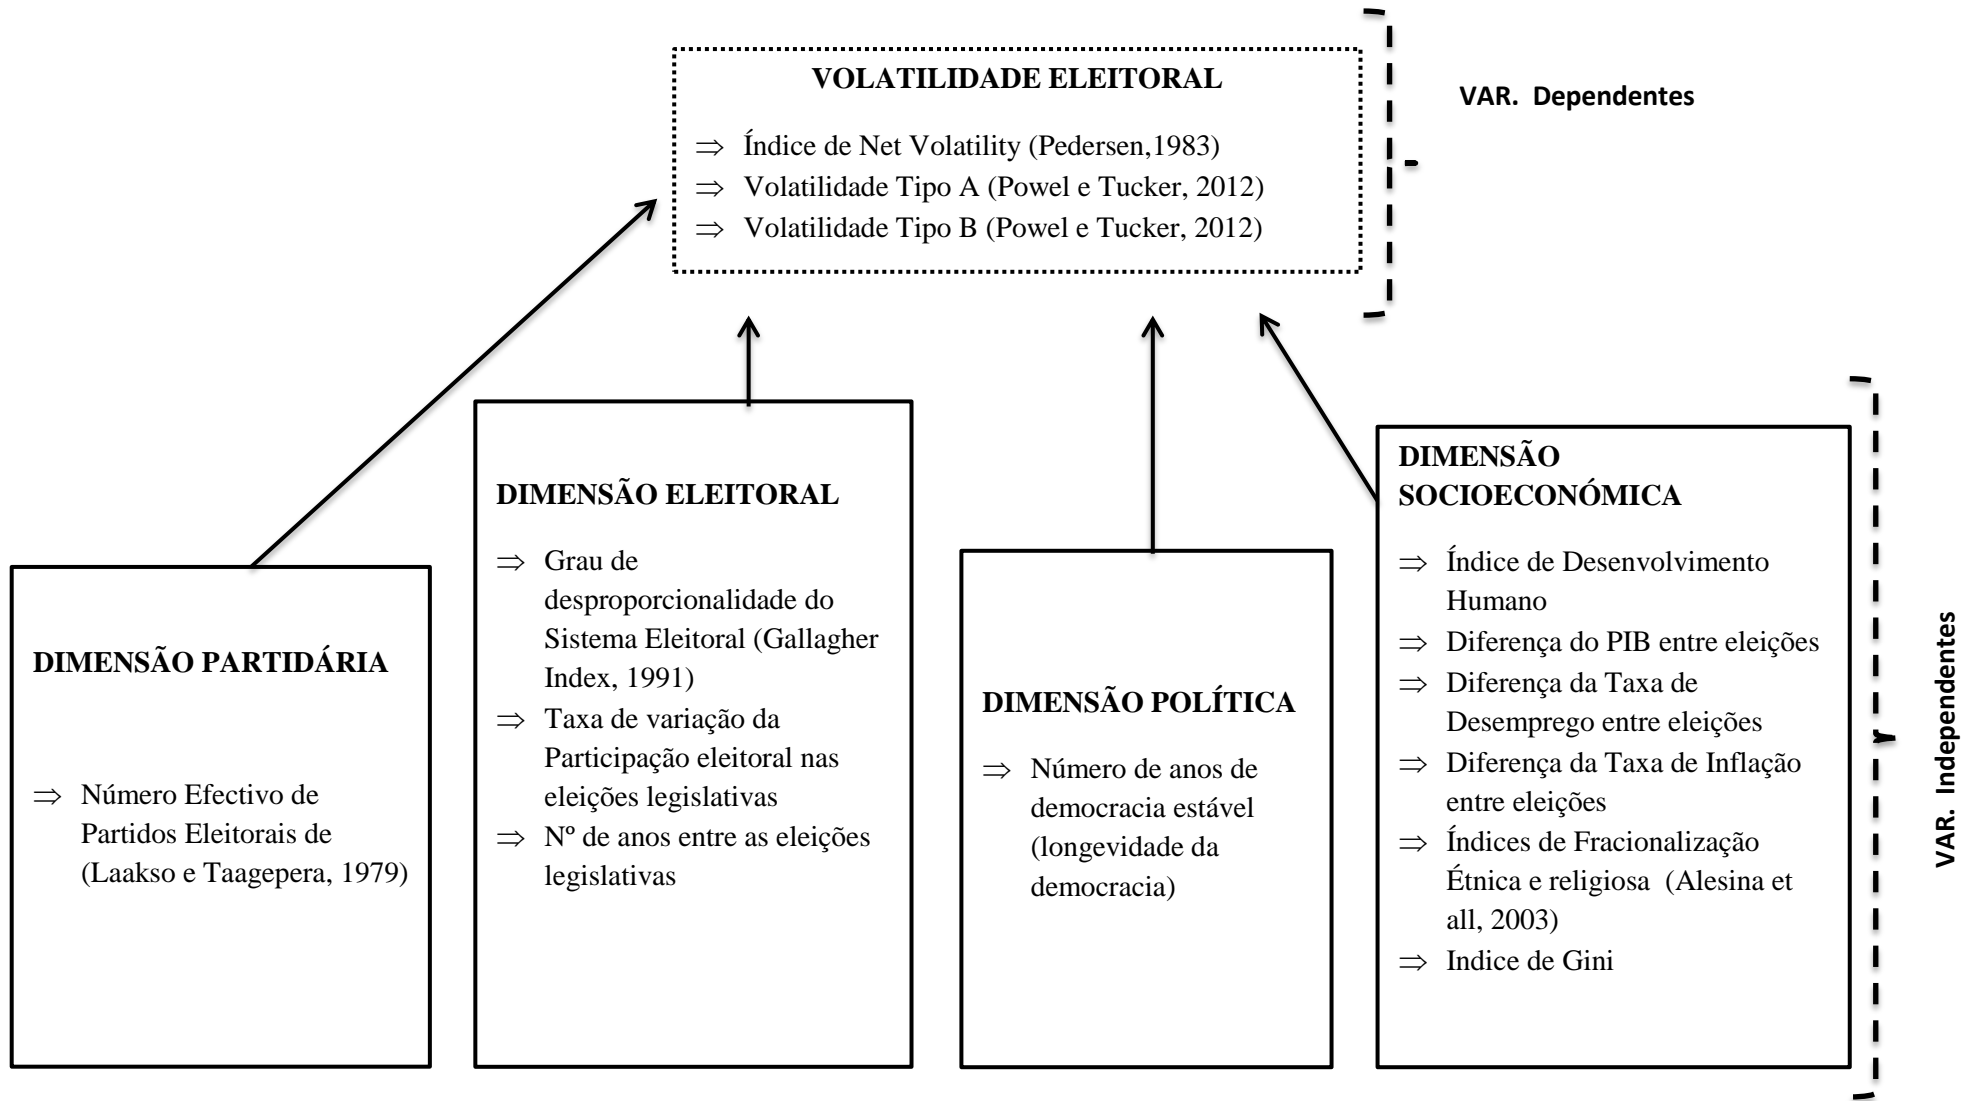 VOLATILIDADE ELEITORAL
⇒ Índice de Net Volatility (Pedersen,1983)
⇒ Volatilidade Tipo A (Powel e Tucker, 2012)
⇒ Volatilidade Tipo B (Powel e Tucker, 2012)
VAR. Dependentes
DIMENSÃO PARTIDÁRIA
⇒ Número Efectivo de
Partidos Eleitorais de
(Laakso e Taagepera, 1979)
DIMENSÃO ELEITORAL
⇒ Grau de
desproporcionalidade do
Sistema Eleitoral (Gallagher
Index, 1991)
⇒ Taxa de variação da
Participação eleitoral nas
eleições legislativas
⇒ Nº de anos entre as eleições
legislativas
DIMENSÃO POLÍTICA
⇒ Número de anos de
democracia estável
(longevidade da
democracia)
DIMENSÃO
SOCIOECONÓMICA
⇒ Índice de Desenvolvimento
Humano
⇒ Diferença do PIB entre eleições
⇒ Diferença da Taxa de
Desemprego entre eleições
⇒ Diferença da Taxa de Inflação
entre eleições
⇒ Índices de Fracionalização
Étnica e religiosa (Alesina et
all, 2003)
⇒ Indice de Gini
VAR. Independentes